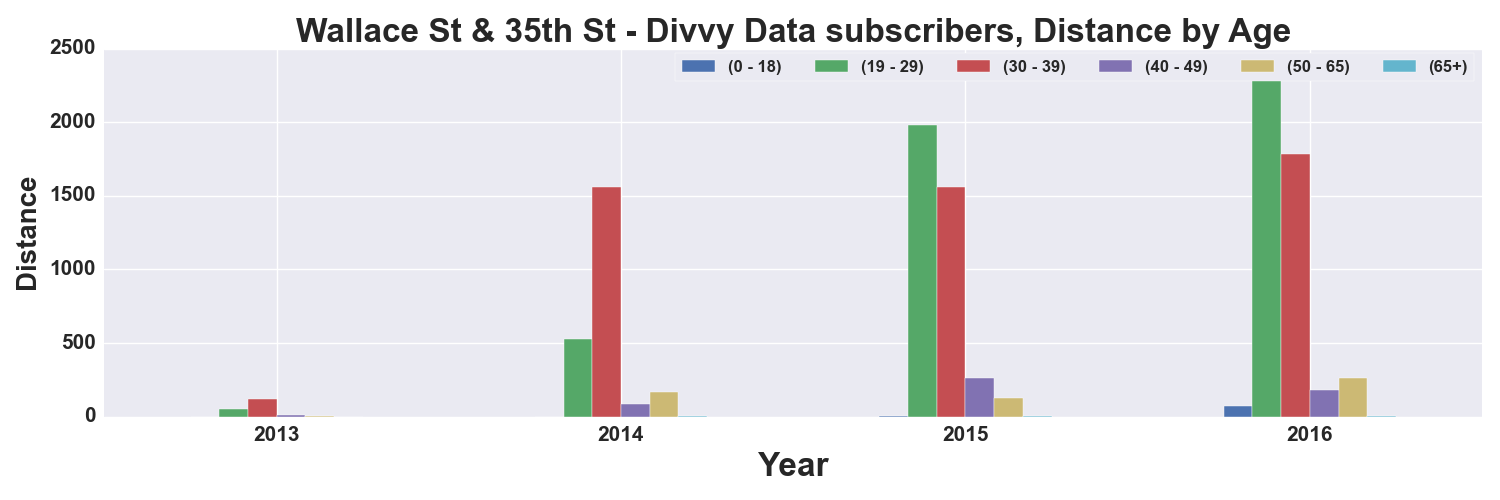 Wallace St & 35th St - Divvy Data subscribers, Distance by Age
(0 - 18) (19 - 29) (30 - 39) (40 - 49) (50 - 65) (65+)
2500
2000
1500
1000
500
0
Distance
2013 2014 2015 2016
Year